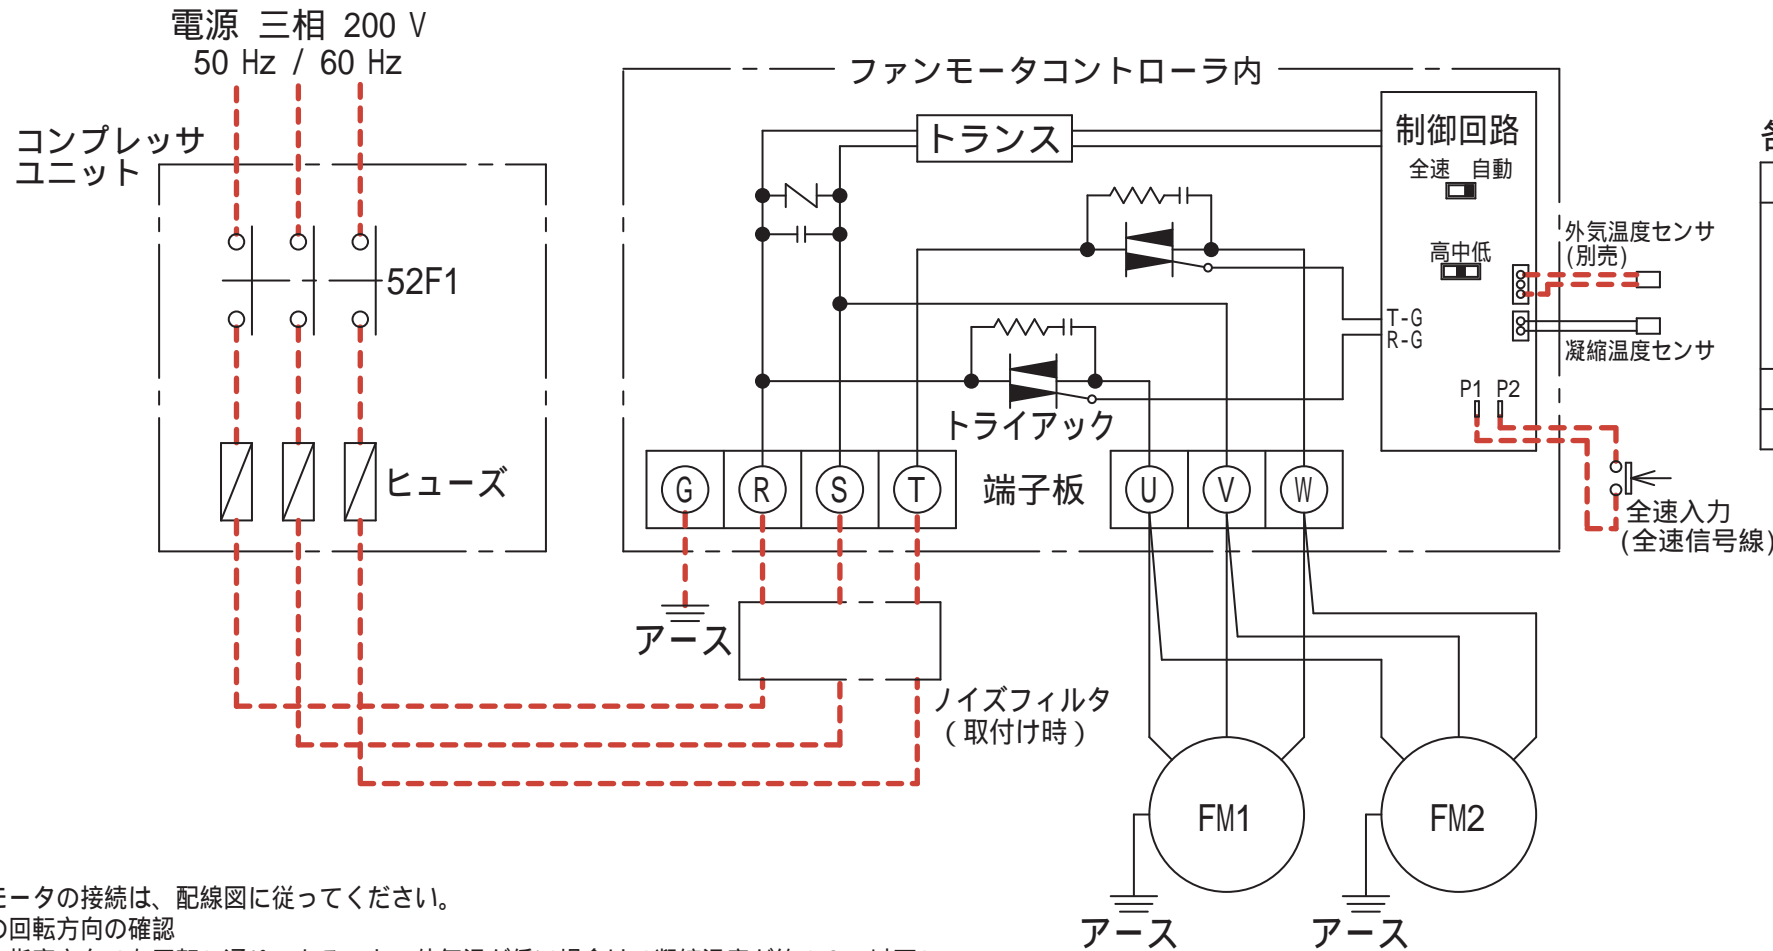 電源 三相 200 V
50 Hz / 60 Hz
コンプレッサ
ユニット
52F1
ヒューズ
ファンモータコントローラ内
トランス
制御回路
全速 自動
高中低
外気温度センサ
(別売)
T-G
R-G
凝縮温度センサ
P1 P2
トライアック
G R S T
端子板
U V W
全速入力
(全速信号線)
アース
ノイズフィルタ
(取付け時)
FM1
FM2
アース
アース
モータの接続は、配線図に従ってください。
の回転方向の確認